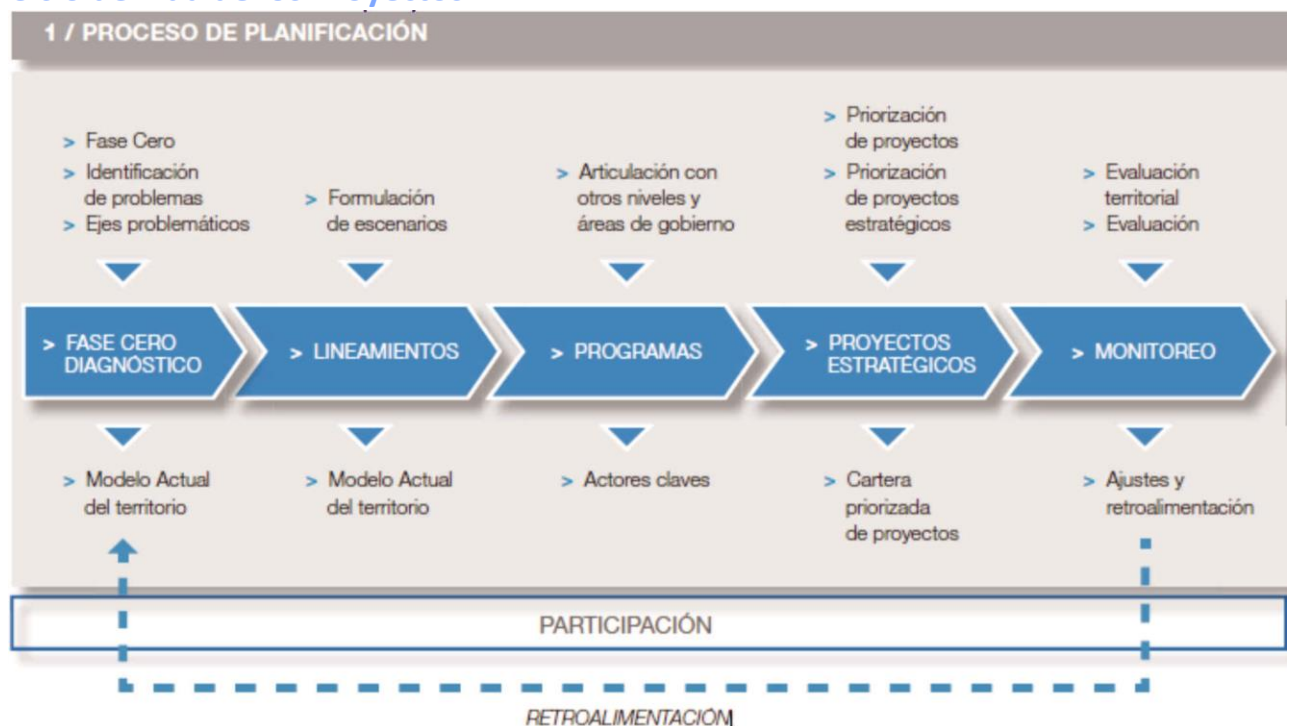 1 / PROCESO DE PLANIFICACIÓN
> Fase Cero
> Identificación
de problemas
> Ejes problemáticos
> Formulación
de escenarios
> Articulación con
otros niveles y
áreas de gobierno
> Priorización
de proyectos
> Priorización
de proyectos
estratégicos
> Evaluación
territorial
> Evaluación
> FASE CERO
DIAGNÓSTICO
> LINEAMIENTOS
> PROGRAMAS
> PROYECTOS
ESTRATÉGICOS
> MONITOREO
> Modelo Actual
del territorio
> Modelo Actual
del territorio
> Actores claves
> Cartera
priorizada
de proyectos
> Ajustes y
retroalimentación
PARTICIPACIÓN
RETROALIMENTACIÓN